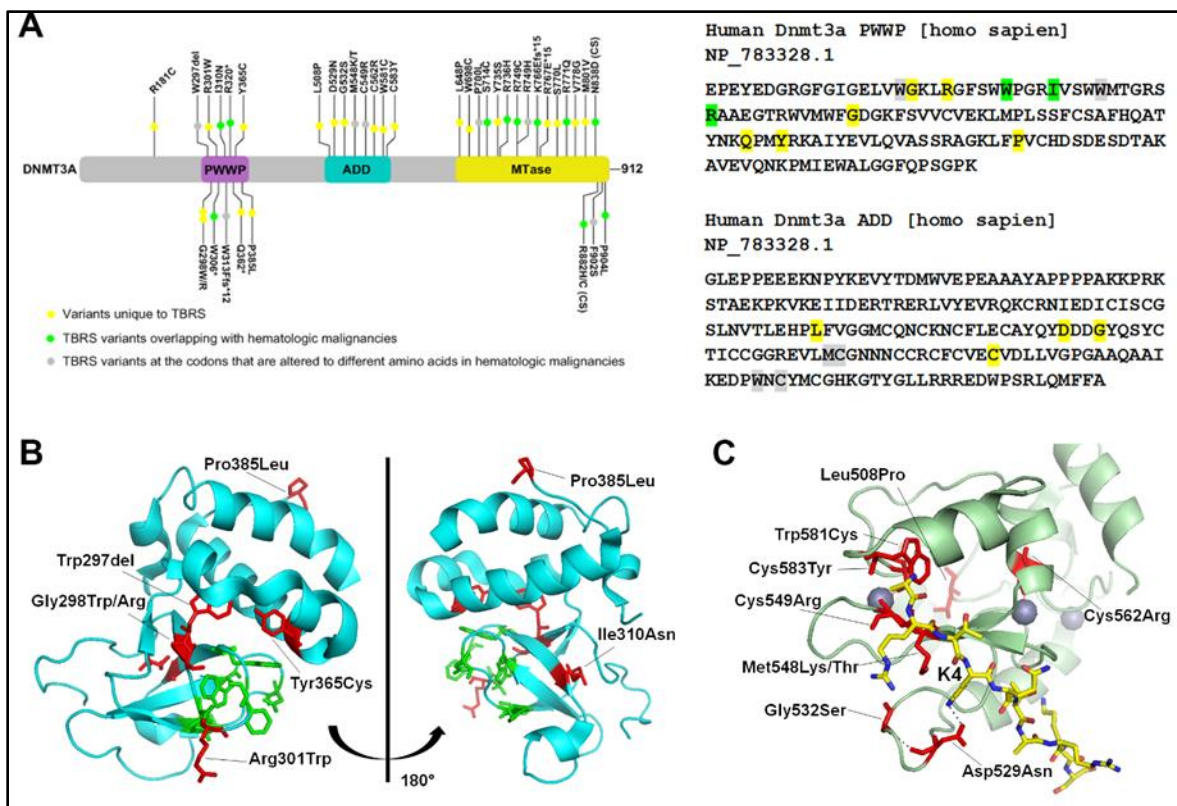 A
R181C
W297del
R301W
I310N
R320*
Y365C
L508P
D529N
G532S
M548K/T
C549R
C562R
W581C
C583Y
L648P
W698C
P700L
S714C
Y735S
R736H
R749C
R749H
K766Efs*15
R767E*15
S770L
R771Q
V778G
M801V
N838D (CS)
DNMT3A
PWWP
ADD
MTase
912
G298W/R
W306*
W313Ffs*12
Q362*
P385L
R882H/C (CS)
F902S
P904L
Variants unique to TBRS
TBRS variants overlapping with hematologic malignancies
TBRS variants at the codons that are altered to different amino acids in hematologic malignancies
Human Dnmt3a PWWP [homo sapien]
NP_783328.1
EPEYEDGRGFGIGELVWGKLRGFSWWPGRIVSWWMTGRS
RAAEGTRWVMWFGDGKFSVVCVEKLMPLSSFCSAFHQAT
YNKQPMYRKAIYEVLQVASSRAGKLFPVCHDSDESDTAK
AVEVQNKPMIEWALGGFQPSGPK
Human Dnmt3a ADD [homo sapien]
NP_783328.1
GLEPPEEEKNPYKEVYTDMWVEPEAAAYAPPPPAKKPRK
STAEKPKVKEIIDERTRERLVYEVRQKCRNIEDICISCG
SLNVTLEHPLFVGGMCQNCKNCFLECAYQYDDDGYQSYC
TICCGGREVLMCGNNNCCRCFCVECVDLLVGPGAAQAAI
KEDPWNCYMCGHKGTYGLLRRREDWPSRLQMFFA
B
Pro385Leu
Trp297del
Gly298Trp/Arg
Tyr365Cys
Arg301Trp
180°
Pro385Leu
Ile310Asn
C
Leu508Pro
Trp581Cys
Cys583Tyr
Cys549Arg
Cys562Arg
Met548Lys/Thr
K4
Gly532Ser
Asp529Asn